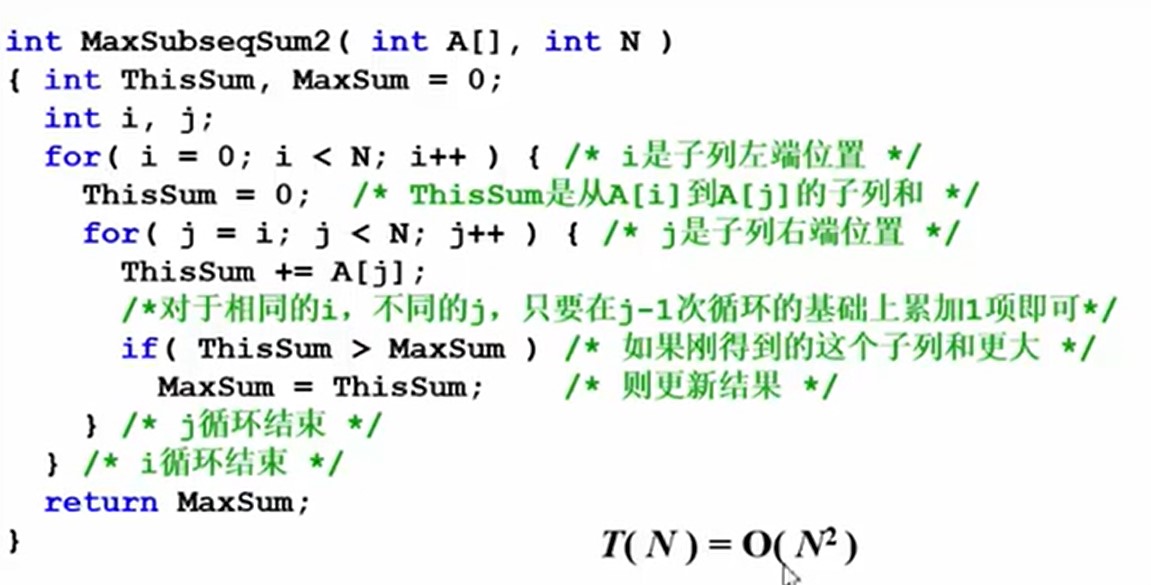 int MaxSubseqSum2( int A[], int N )
{ int ThisSum, MaxSum = 0;
int i, j;
for( i = 0; i < N; i++ ) { /* i是子列左端位置 */
ThisSum = 0; /* ThisSum是从A[i]到A[j]的子列和 */
for( j = i; j < N; j++ ) { /* j是子列右端位置 */
ThisSum += A[j];
/*对于相同的i，不同的j，只要在j-1次循环的基础上累加1项即可*/
if( ThisSum > MaxSum ) /* 如果刚得到的这个子列和更大 */
MaxSum = ThisSum; /* 则更新结果 */
} /* j循环结束 */
} /* i循环结束 */
return MaxSum;
}
T( N ) = O( N² )